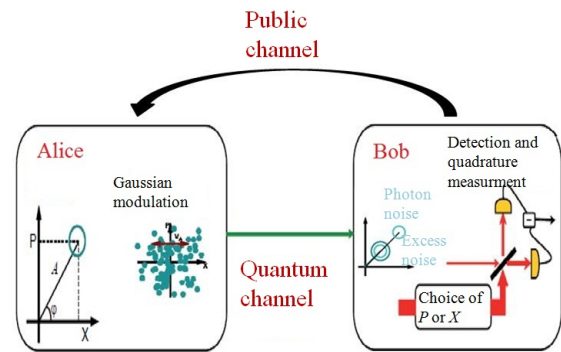 Public
channel
Alice
Gaussian
modulation
P
A
φ
X
Quantum
channel
Bob
Detection and
quadrature
measurment
Photon
noise
Excess
noise
Choice of
P or X